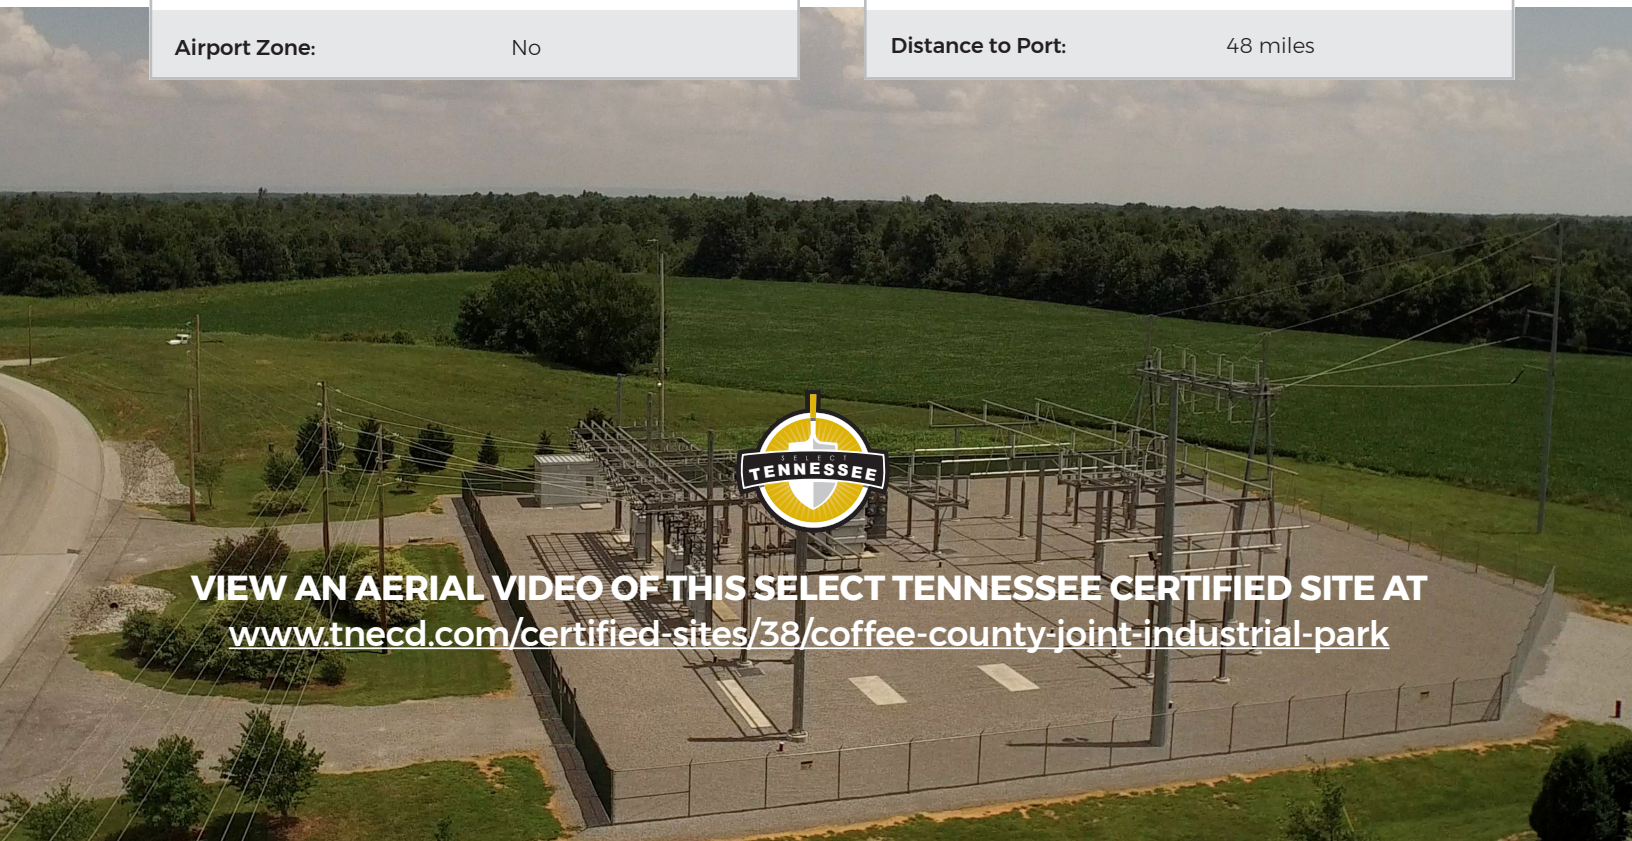 Airport Zone: No
Distance to Port: 48 miles
SELECT
TENNESSEE
VIEW AN AERIAL VIDEO OF THIS SELECT TENNESSEE CERTIFIED SITE AT
www.tnecd.com/certified-sites/38/coffee-county-joint-industrial-park